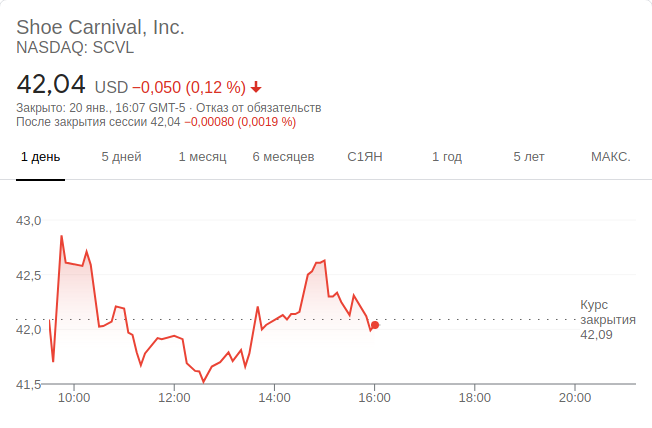 Shoe Carnival, Inc.
NASDAQ: SCVL
42,04 USD −0,050 (0,12 %)
Закрыто: 20 янв., 16:07 GMT-5 · Отказ от обязательств
После закрытия сессии 42,04 −0,00080 (0,0019 %)
1 день 5 дней 1 месяц 6 месяцев С1ЯН 1 год 5 лет МАКС.
43,0
42,5
Курс
42,0 закрытия
42,09
41,5
10:00 12:00 14:00 16:00 18:00 20:00